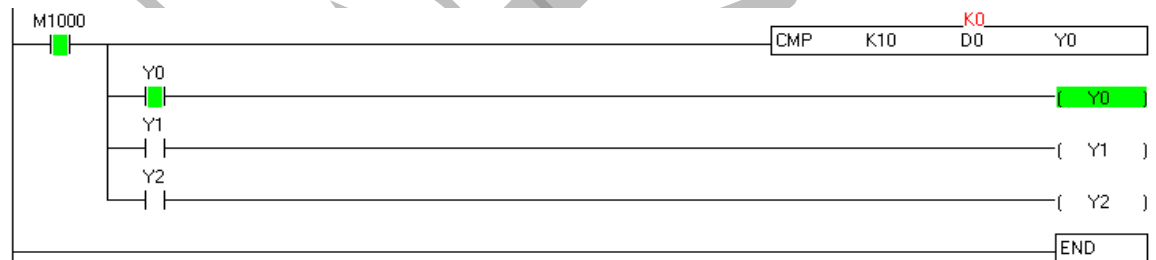 M1000
K0
CMP K10 D0 Y0
Y0
( Y0 )
Y1
( Y1 )
Y2
( Y2 )
END